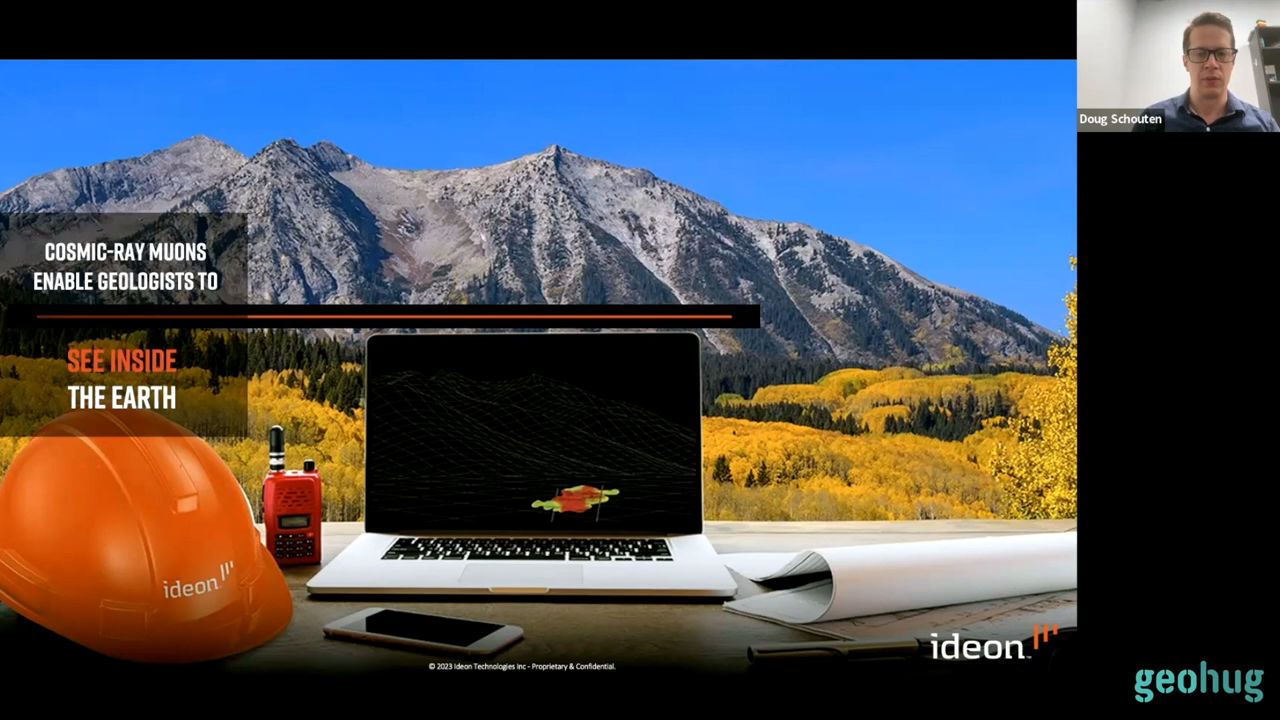 COSMIC-RAY MUONS
ENABLE GEOLOGISTS TO
SEE INSIDE
THE EARTH
ideon
© 2023 Ideon Technologies Inc - Proprietary & Confidential.
ideon™
Doug Schouten
geohug